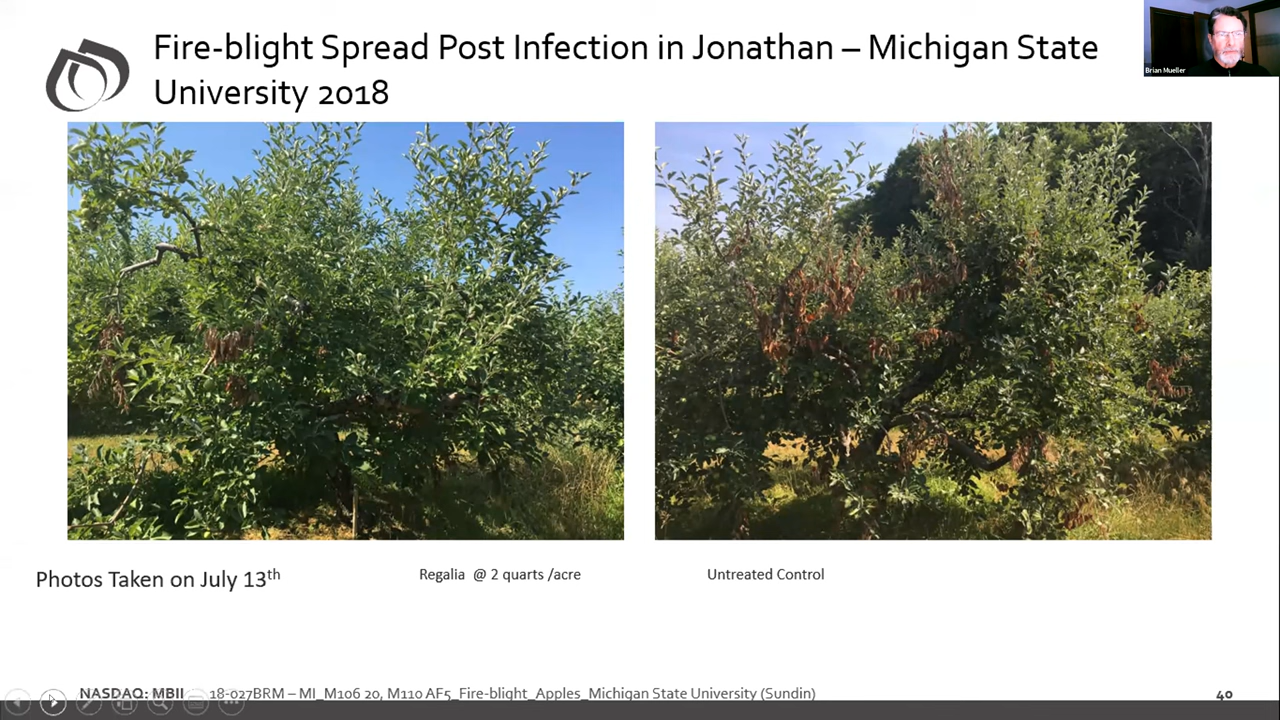 Fire-blight Spread Post Infection in Jonathan – Michigan State
University 2018
Brian Mueller
Photos Taken on July 13th
Regalia @ 2 quarts /acre
Untreated Control
NASDAQ: MBII
18-027BRM – MI_M106 20, M110 AF5_Fire-blight_Apples_Michigan State University (Sundin)
40